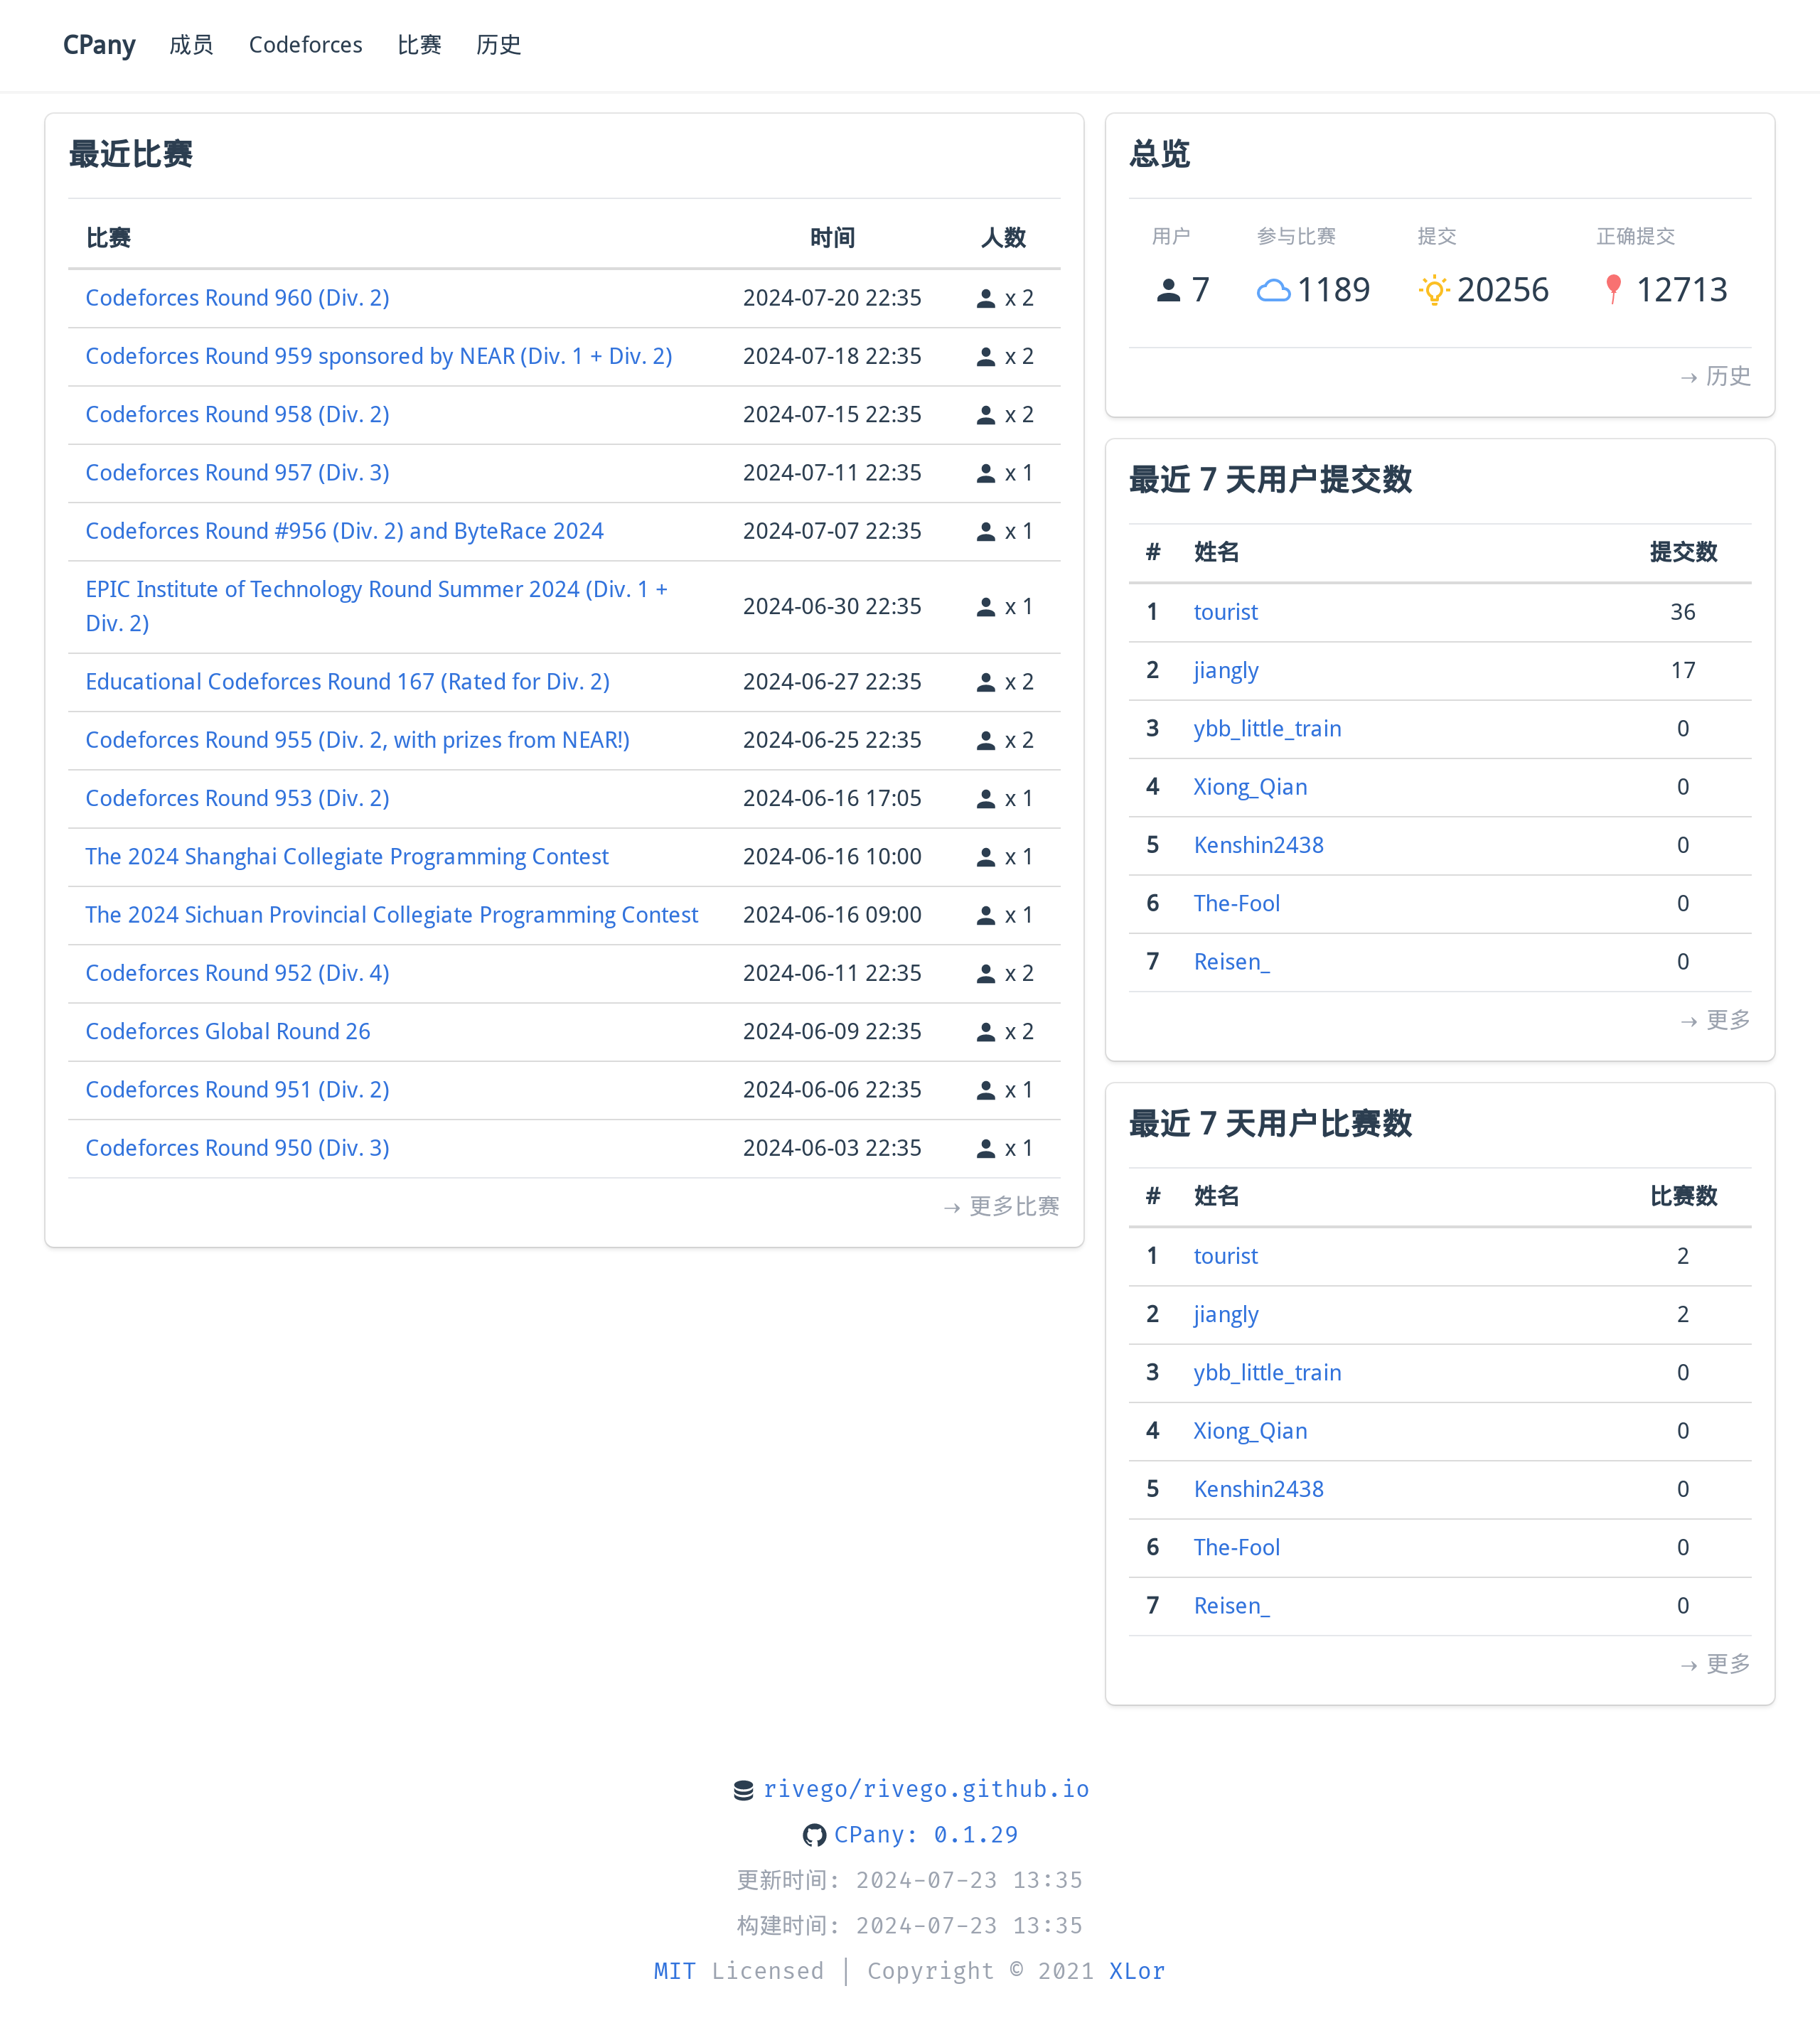 CPany 成员 Codeforces 比赛 历史
最近比赛
比赛 时间 人数
Codeforces Round 960 (Div. 2) 2024-07-20 22:35 x 2
Codeforces Round 959 sponsored by NEAR (Div. 1 + Div. 2) 2024-07-18 22:35 x 2
Codeforces Round 958 (Div. 2) 2024-07-15 22:35 x 2
Codeforces Round 957 (Div. 3) 2024-07-11 22:35 x 1
Codeforces Round #956 (Div. 2) and ByteRace 2024 2024-07-07 22:35 x 1
EPIC Institute of Technology Round Summer 2024 (Div. 1 +
Div. 2) 2024-06-30 22:35 x 1
Educational Codeforces Round 167 (Rated for Div. 2) 2024-06-27 22:35 x 2
Codeforces Round 955 (Div. 2, with prizes from NEAR!) 2024-06-25 22:35 x 2
Codeforces Round 953 (Div. 2) 2024-06-16 17:05 x 1
The 2024 Shanghai Collegiate Programming Contest 2024-06-16 10:00 x 1
The 2024 Sichuan Provincial Collegiate Programming Contest 2024-06-16 09:00 x 1
Codeforces Round 952 (Div. 4) 2024-06-11 22:35 x 2
Codeforces Global Round 26 2024-06-09 22:35 x 2
Codeforces Round 951 (Div. 2) 2024-06-06 22:35 x 1
Codeforces Round 950 (Div. 3) 2024-06-03 22:35 x 1
→ 更多比赛
总览
用户 参与比赛 提交 正确提交
7 1189 20256 12713
→ 历史
最近 7 天用户提交数
# 姓名 提交数
1 tourist 36
2 jiangly 17
3 ybb_little_train 0
4 Xiong_Qian 0
5 Kenshin2438 0
6 The-Fool 0
7 Reisen_ 0
→ 更多
最近 7 天用户比赛数
# 姓名 比赛数
1 tourist 2
2 jiangly 2
3 ybb_little_train 0
4 Xiong_Qian 0
5 Kenshin2438 0
6 The-Fool 0
7 Reisen_ 0
→ 更多
rivego/rivego.github.io
CPany: 0.1.29
更新时间: 2024-07-23 13:35
构建时间: 2024-07-23 13:35
MIT Licensed | Copyright © 2021 XLor